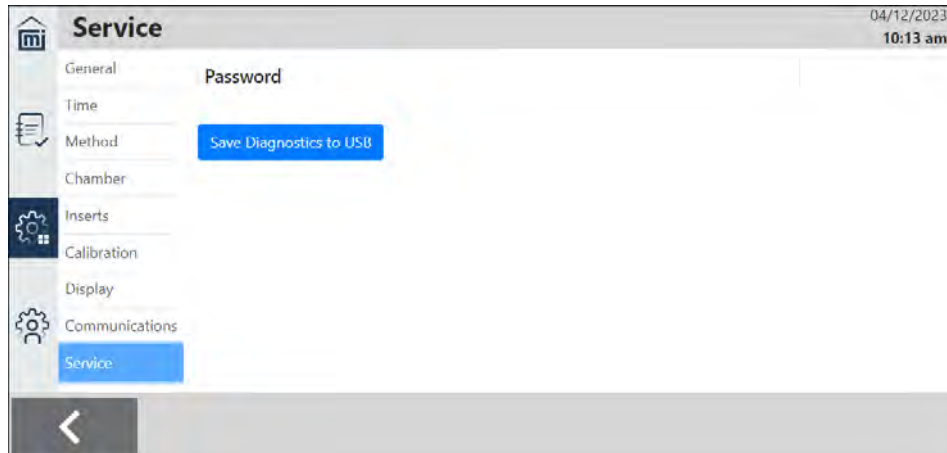 mi
Service
04/12/2023
10:13 am
General
Time
Method
Chamber
Inserts
Calibration
Display
Communications
Service
Password
Save Diagnostics to USB